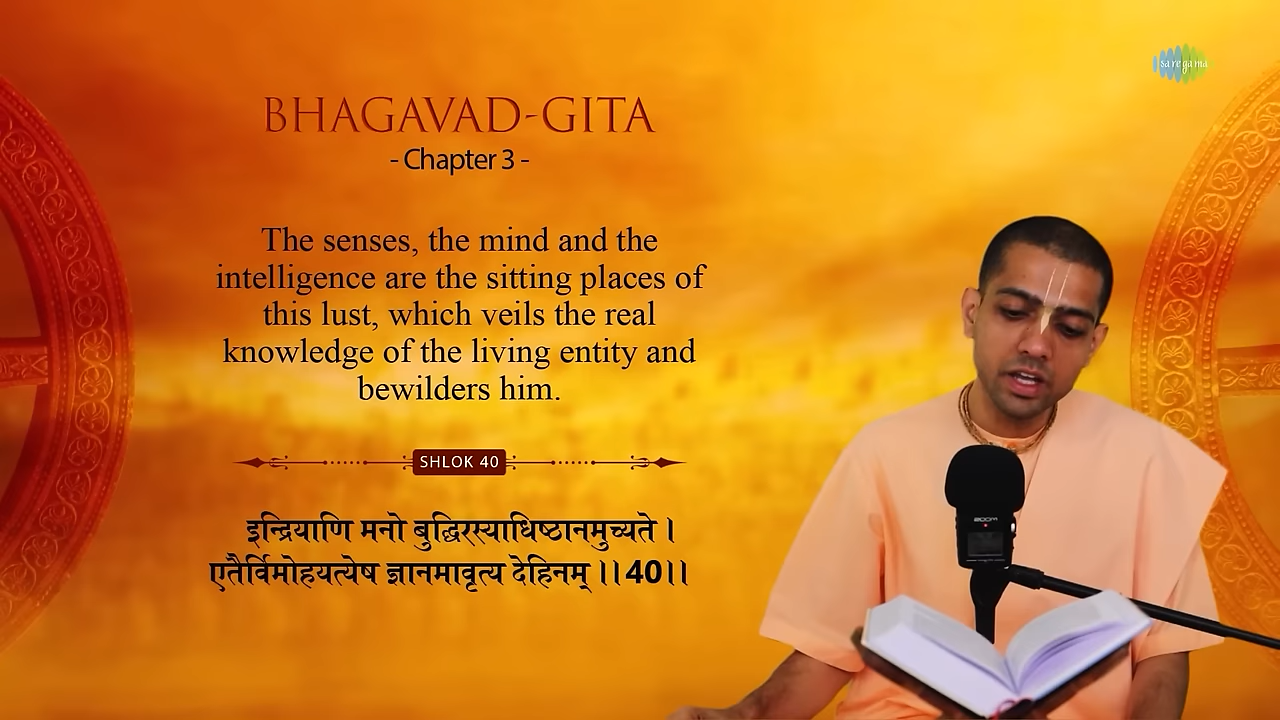 saregama
BHAGAVAD-GITA
- Chapter 3 -
The senses, the mind and the
intelligence are the sitting places of
this lust, which veils the real
knowledge of the living entity and
bewilders him.
SHLOK 40
इन्द्रियाणि मनो बुद्धिरस्याधिष्ठानमुच्यते ।
एतैर्विमोहयत्येष ज्ञानमावृत्य देहिनम् ।।40।।
zoom